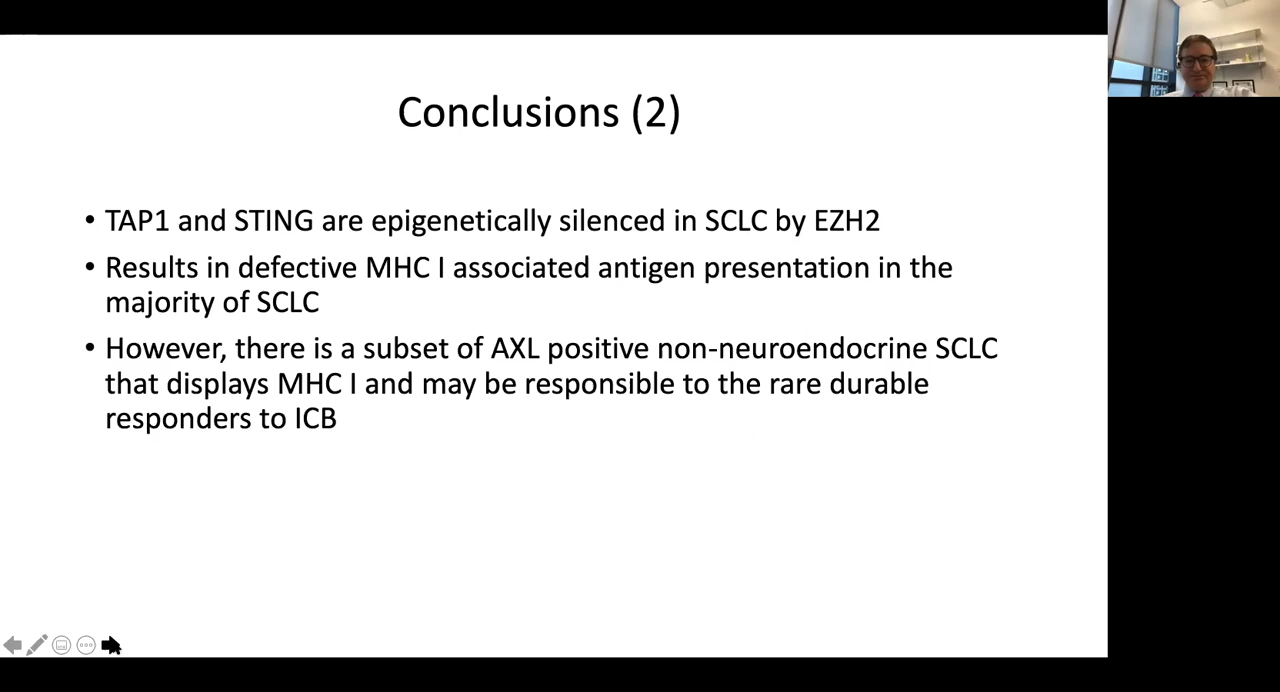 Conclusions (2)
• TAP1 and STING are epigenetically silenced in SCLC by EZH2
• Results in defective MHC I associated antigen presentation in the
majority of SCLC
• However, there is a subset of AXL positive non-neuroendocrine SCLC
that displays MHC I and may be responsible to the rare durable
responders to ICB